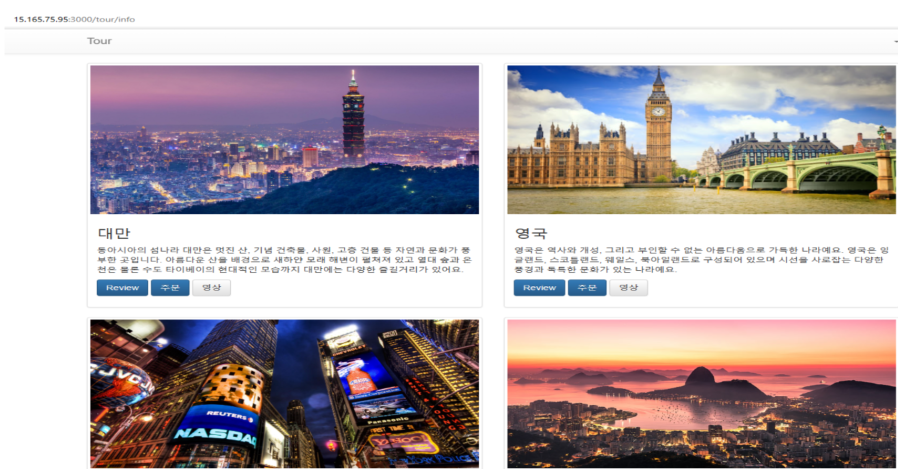 15.165.75.95:3000/tour/info
Tour
대만
동아시아의 섬나라 대만은 멋진 산, 기념 건축물, 사원, 고층 건물 등 자연과 문화가 풍
부한 곳입니다. 아름다운 산을 배경으로 새하얀 모래 해변이 펼쳐져 있고 열대 숲과 온
천은 물론 수도 타이베이의 현대적인 모습까지 대만에는 다양한 즐길거리가 있어요.
Review 주문 영상
영국
영국은 역사와 개성, 그리고 부인할 수 없는 아름다움으로 가득한 나라예요. 영국은 잉
글랜드, 스코틀랜드, 웨일스, 북아일랜드로 구성되어 있으며 시선을 사로잡는 다양한
풍경과 독특한 문화가 있는 나라예요.
Review 주문 영상
JVC
REUTERS
NASDA
Panasonic
YAHOO!